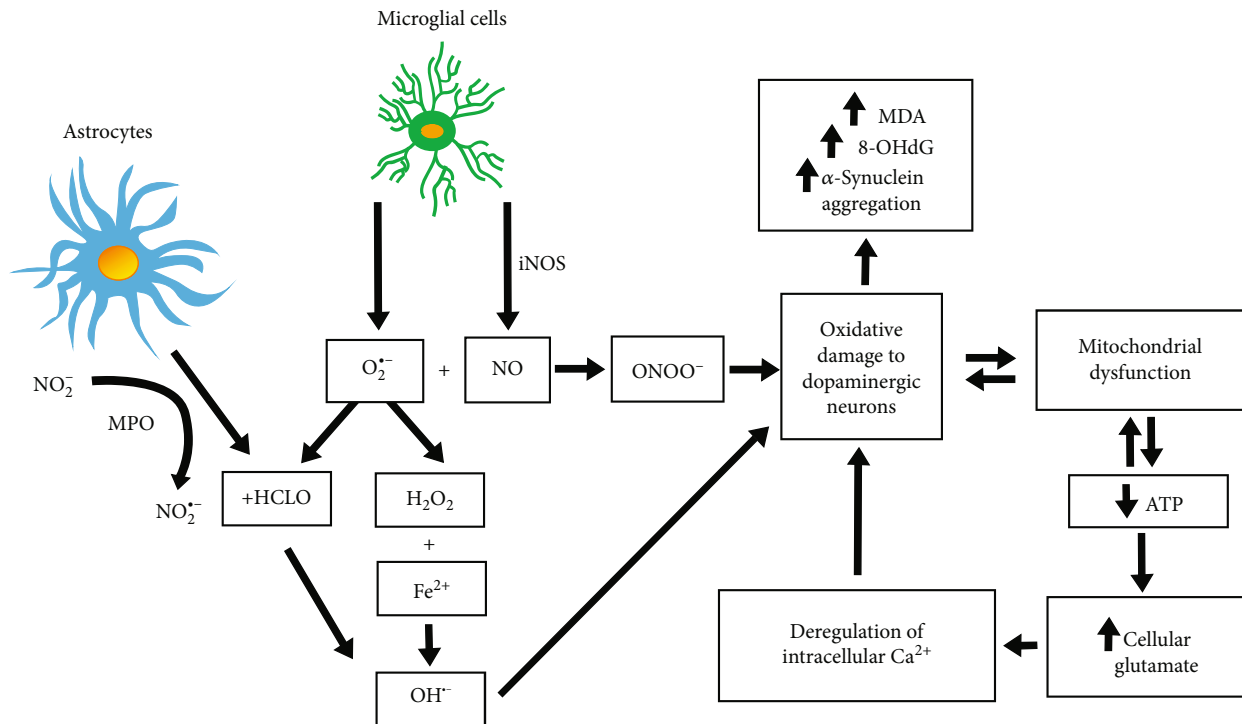 Microglial cells
Astrocytes
MDA
8-OHdG
α-Synuclein
aggregation
iNOS
O₂•⁻
+
NO
ONOO⁻
Oxidative
damage to
dopaminergic
neurons
Mitochondrial
dysfunction
NO₂⁻
MPO
NO₂•⁻
+HCLO
H₂O₂
+
Fe²⁺
OH•⁻
ATP
Cellular
glutamate
Deregulation of
intracellular Ca²⁺